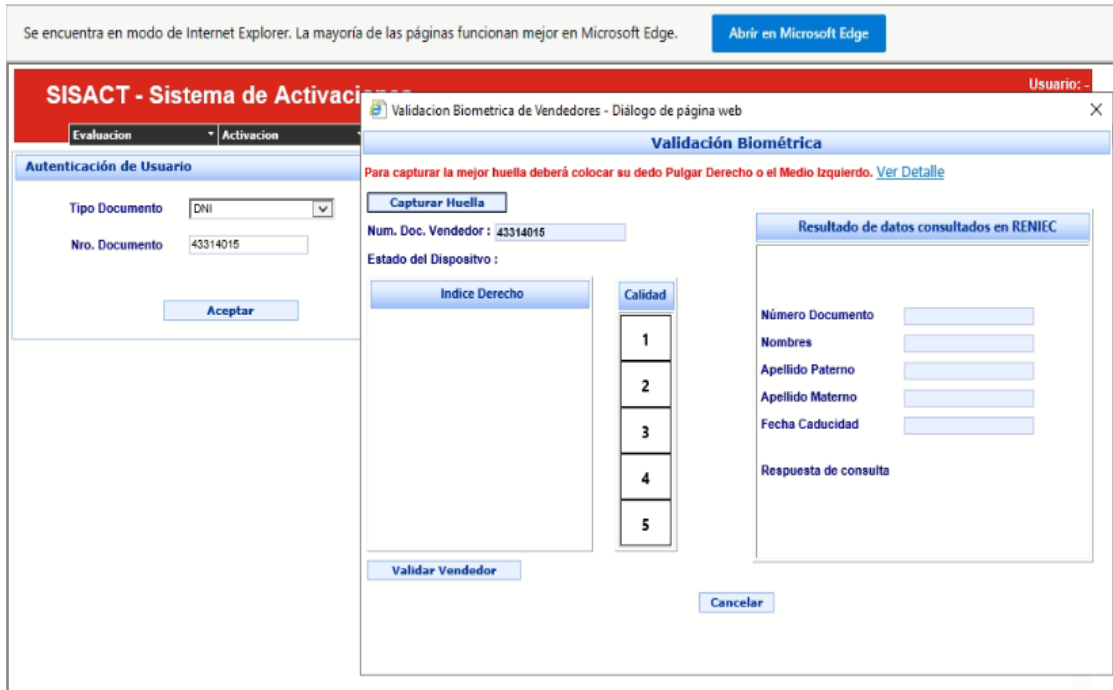 Se encuentra en modo de Internet Explorer. La mayoría de las páginas funcionan mejor en Microsoft Edge.
Abrir en Microsoft Edge
SISACT - Sistema de
Usuario: -
Evaluacion
Activacion
Autenticación de Usuario
Tipo Documento
DNI
Nro. Documento
43314015
Aceptar
Validacion Biometrica de Vendedores - Diálogo de página web
Validación Biométrica
Para capturar la mejor huella deberá colocar su dedo Pulgar Derecho o el Medio Izquierdo. Ver Detalle
Capturar Huella
Num. Doc. Vendedor : 43314015
Estado del Dispositvo :
Indice Derecho
Calidad
1
2
3
4
5
Resultado de datos consultados en RENIEC
Número Documento
Nombres
Apellido Paterno
Apellido Materno
Fecha Caducidad
Respuesta de consulta
Validar Vendedor
Cancelar